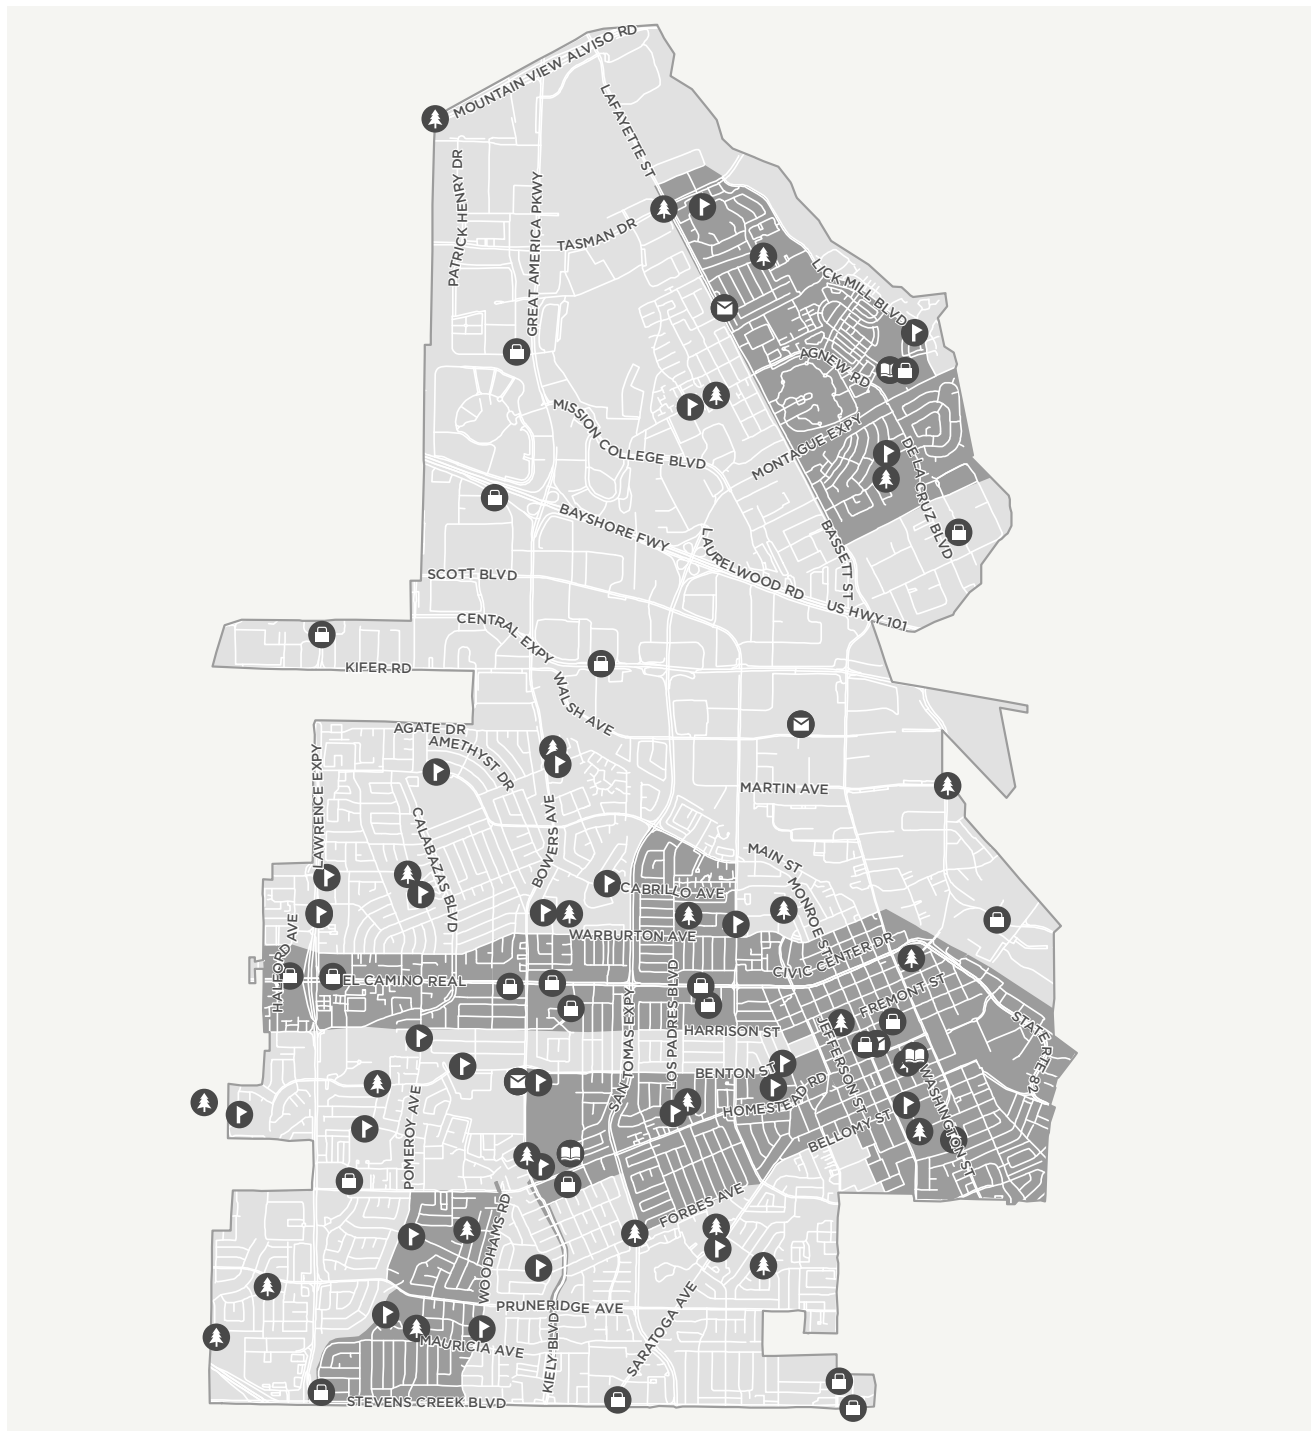 MOUNTAIN VIEW ALVISO RD
LAFAYETTE ST
PATRICK HENRY DR
GREAT AMERICA PKWY
TASMAN DR
LICK MILL BLVD
AGNEW RD
MISSION COLLEGE BLVD
MONTAGUE EXPY
DE LA CRUZ BLVD
BAYSHORE FWY
LAURELWOOD RD
BASSETT ST
SCOTT BLVD
US HWY 101
CENTRAL EXPY
KIFER RD
WALSH AVE
AGATE DR
AMETHYST DR
LAWRENCE EXPY
MARTIN AVE
CALABAZAS BLVD
BOWERS AVE
MAIN ST
CABRILLO AVE
MONROE ST
HALFORD AVE
WARBURTON AVE
CIVIC CENTER DR
EL CAMINO REAL
FREMONT ST
LOS PADRES BLVD
SAN TOMAS EXPY
HARRISON ST
JEFFERSON ST
STATE RTE 82
BENTON ST
HOMESTEAD RD
WASHINGTON ST
POMEROY AVE
BELLOMY ST
FORBES AVE
WOODHAMS RD
PRUNERIDGE AVE
SARATOGA AVE
KIELY BLVD
MAURICIA AVE
STEVENS CREEK BLVD